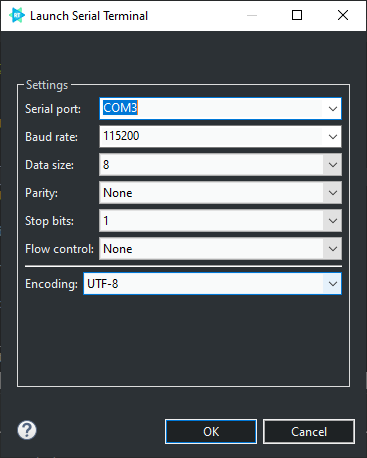 Launch Serial Terminal
Settings
Serial port: COM3
Baud rate: 115200
Data size: 8
Parity: None
Stop bits: 1
Flow control: None
Encoding: UTF-8
? OK Cancel